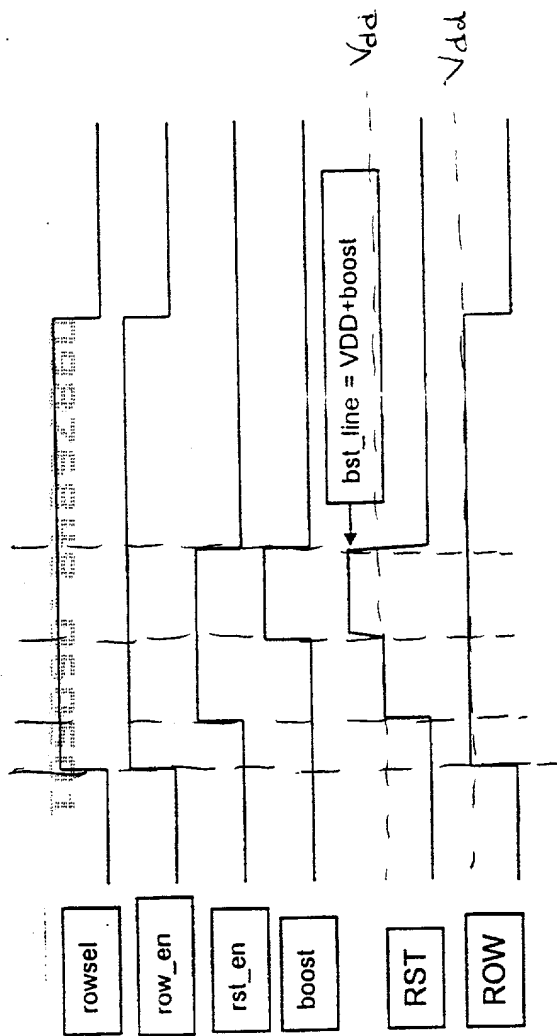 rowsel
row_en
rst_en
boost
RST
ROW
bst_line = VDD+boost
Vdd
Vdd